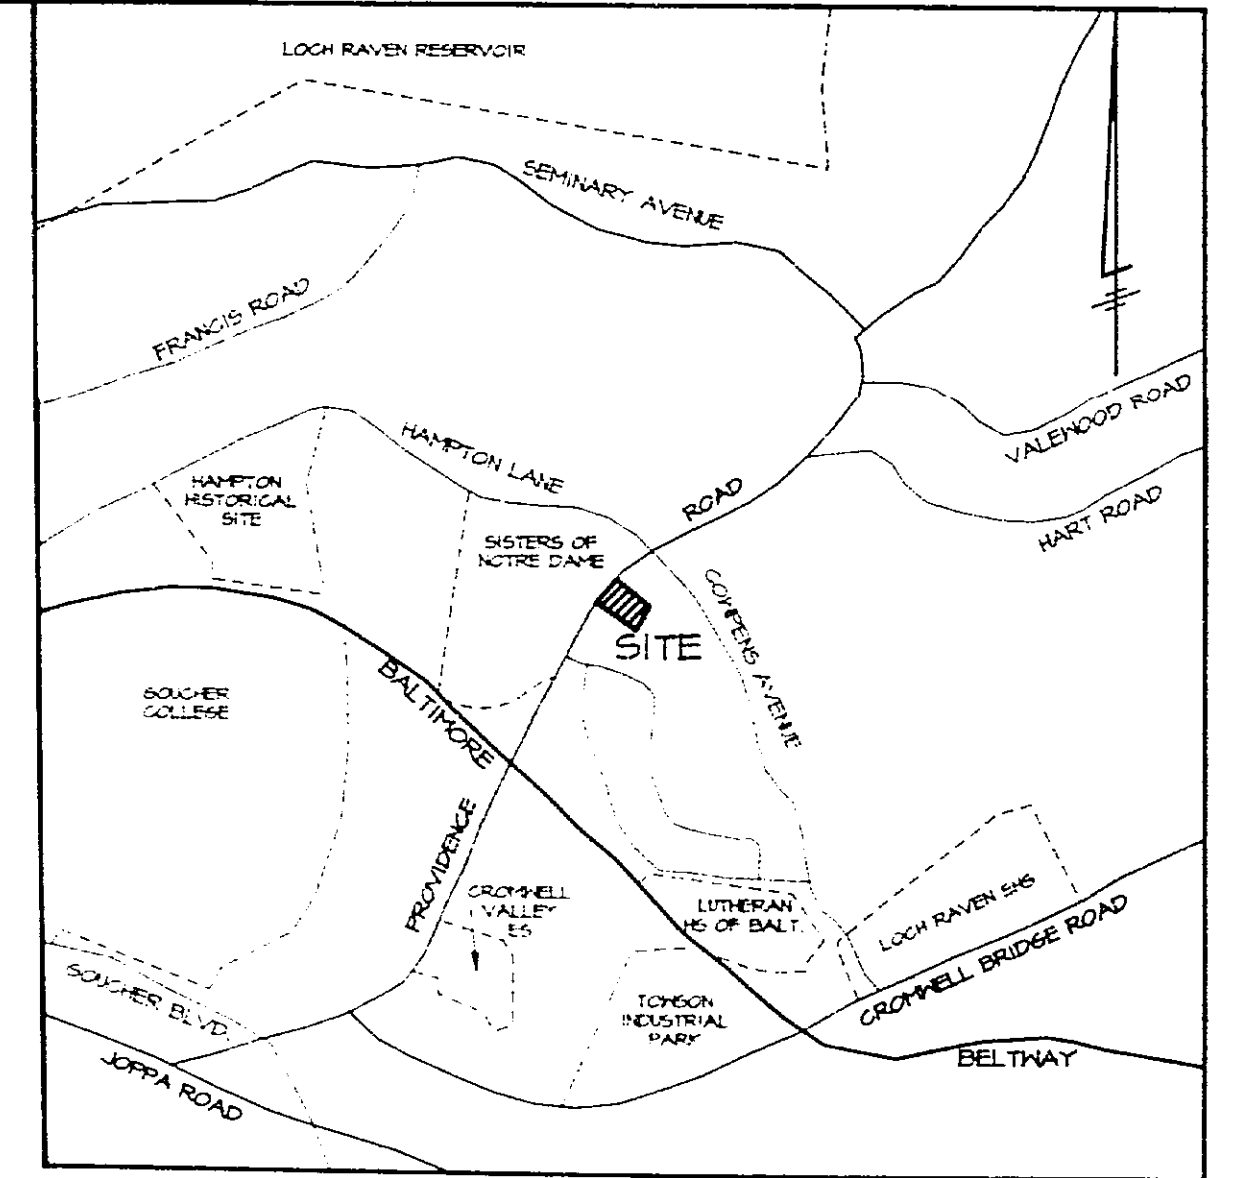 LOCH RAVEN RESERVOIR
SEMINARY AVENUE
FRANCIS ROAD
VALEWOOD ROAD
HAMPTON LANE
HAMPTON
HISTORICAL
SITE
ROAD
HART ROAD
SISTERS OF
NOTRE DAME
COWPENS AVENUE
SITE
BALTIMORE
GOUCHER
COLLEGE
PROVIDENCE
CROMWELL
VALLEY
ES
LUTHERAN
HS OF BALT.
LOCH RAVEN SHS
CROMWELL BRIDGE ROAD
GOUCHER BLVD.
TOWSON
INDUSTRIAL
PARK
JOPPA ROAD
BELTWAY